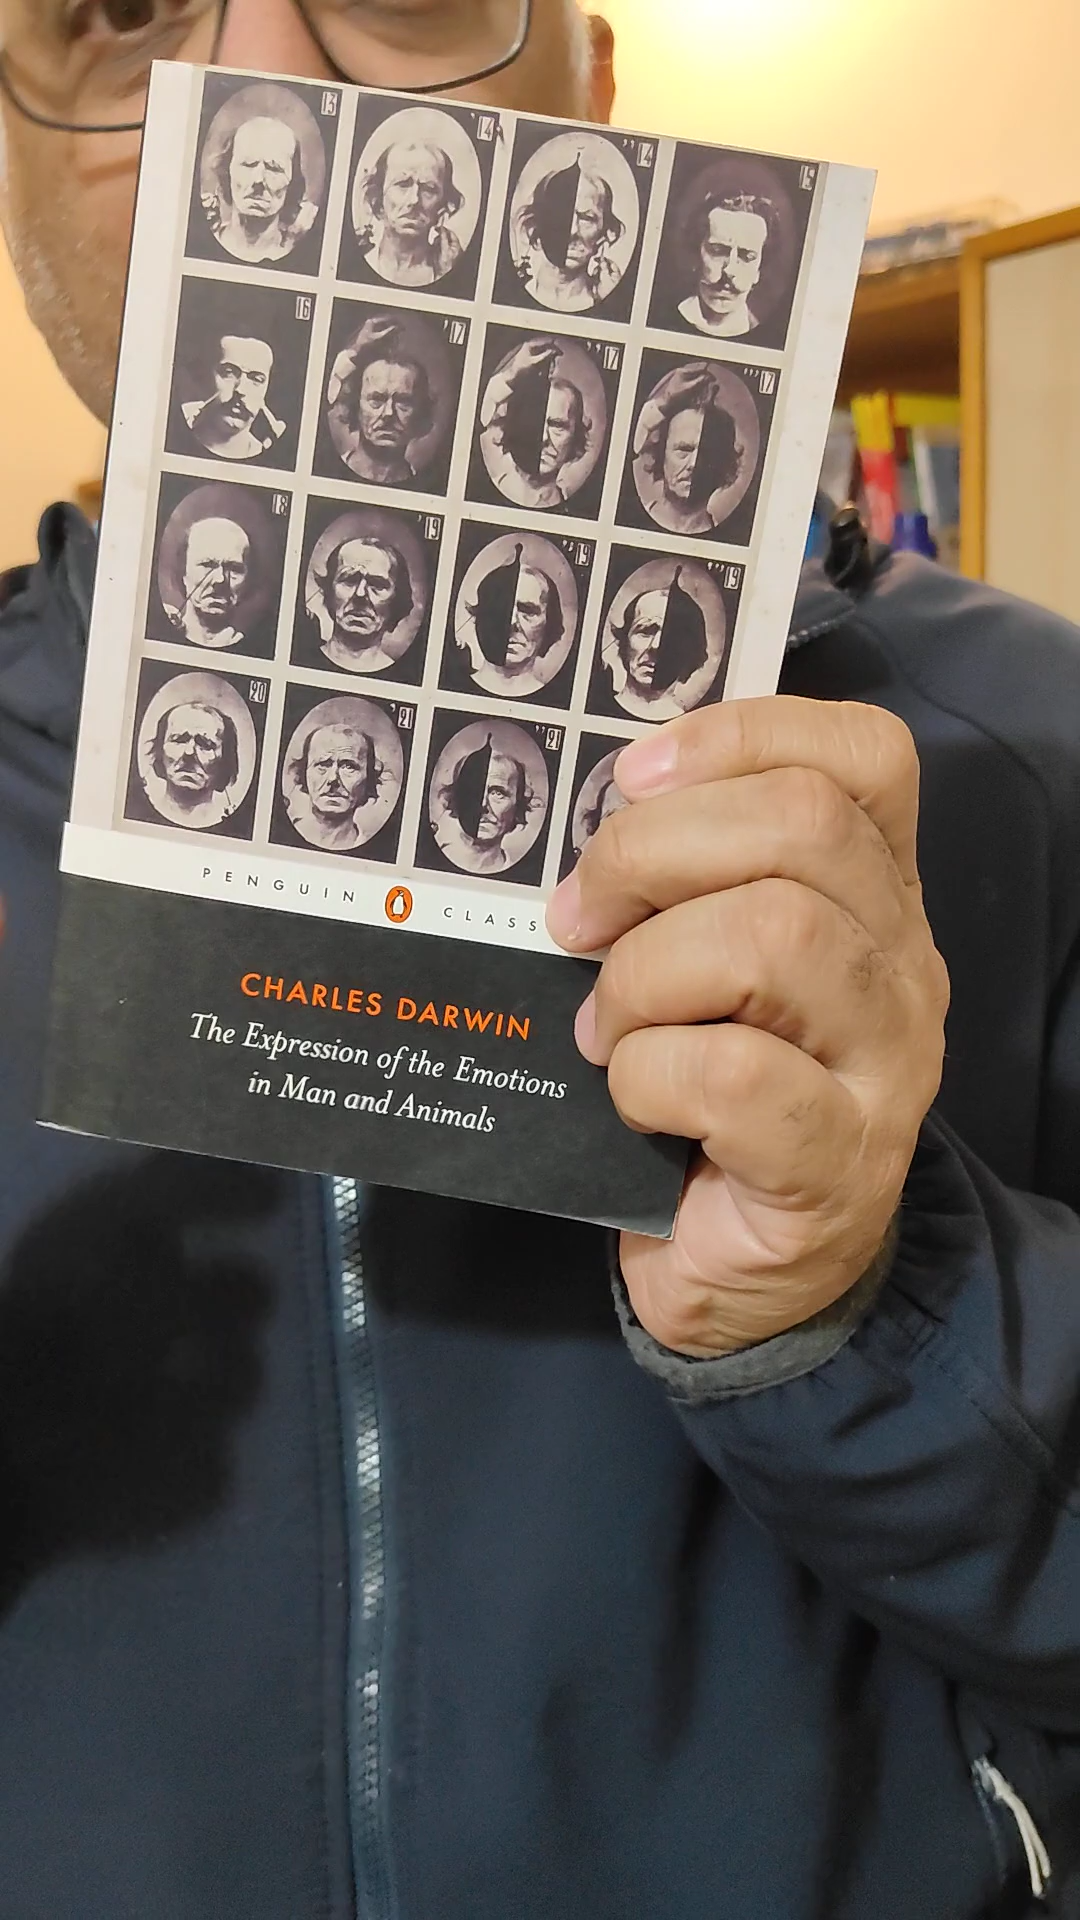 13 '14 ''14
16 '17 ''17 '''17
18 '19 ''19 '''19
20 '21 ''21
PENGUIN CLASS
CHARLES DARWIN
The Expression of the Emotions
in Man and Animals